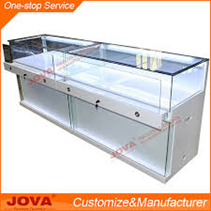 One-stop Service
JOVA
Customize&Manufacturer